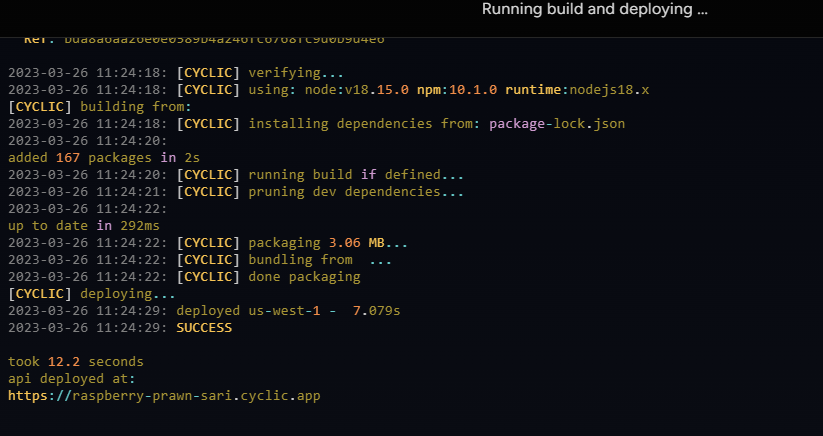 Running build and deploying ...
2023-03-26 11:24:18: [CYCLIC] verifying...
2023-03-26 11:24:18: [CYCLIC] using: node:v18.15.0 npm:10.1.0 runtime:nodejs18.x
[CYCLIC] building from:
2023-03-26 11:24:18: [CYCLIC] installing dependencies from: package-lock.json
2023-03-26 11:24:20:
added 167 packages in 2s
2023-03-26 11:24:20: [CYCLIC] running build if defined...
2023-03-26 11:24:21: [CYCLIC] pruning dev dependencies...
2023-03-26 11:24:22:
up to date in 292ms
2023-03-26 11:24:22: [CYCLIC] packaging 3.06 MB...
2023-03-26 11:24:22: [CYCLIC] bundling from  ...
2023-03-26 11:24:22: [CYCLIC] done packaging
[CYCLIC] deploying...
2023-03-26 11:24:29: deployed us-west-1 -  7.079s
2023-03-26 11:24:29: SUCCESS
took 12.2 seconds
api deployed at:
https://raspberry-prawn-sari.cyclic.app